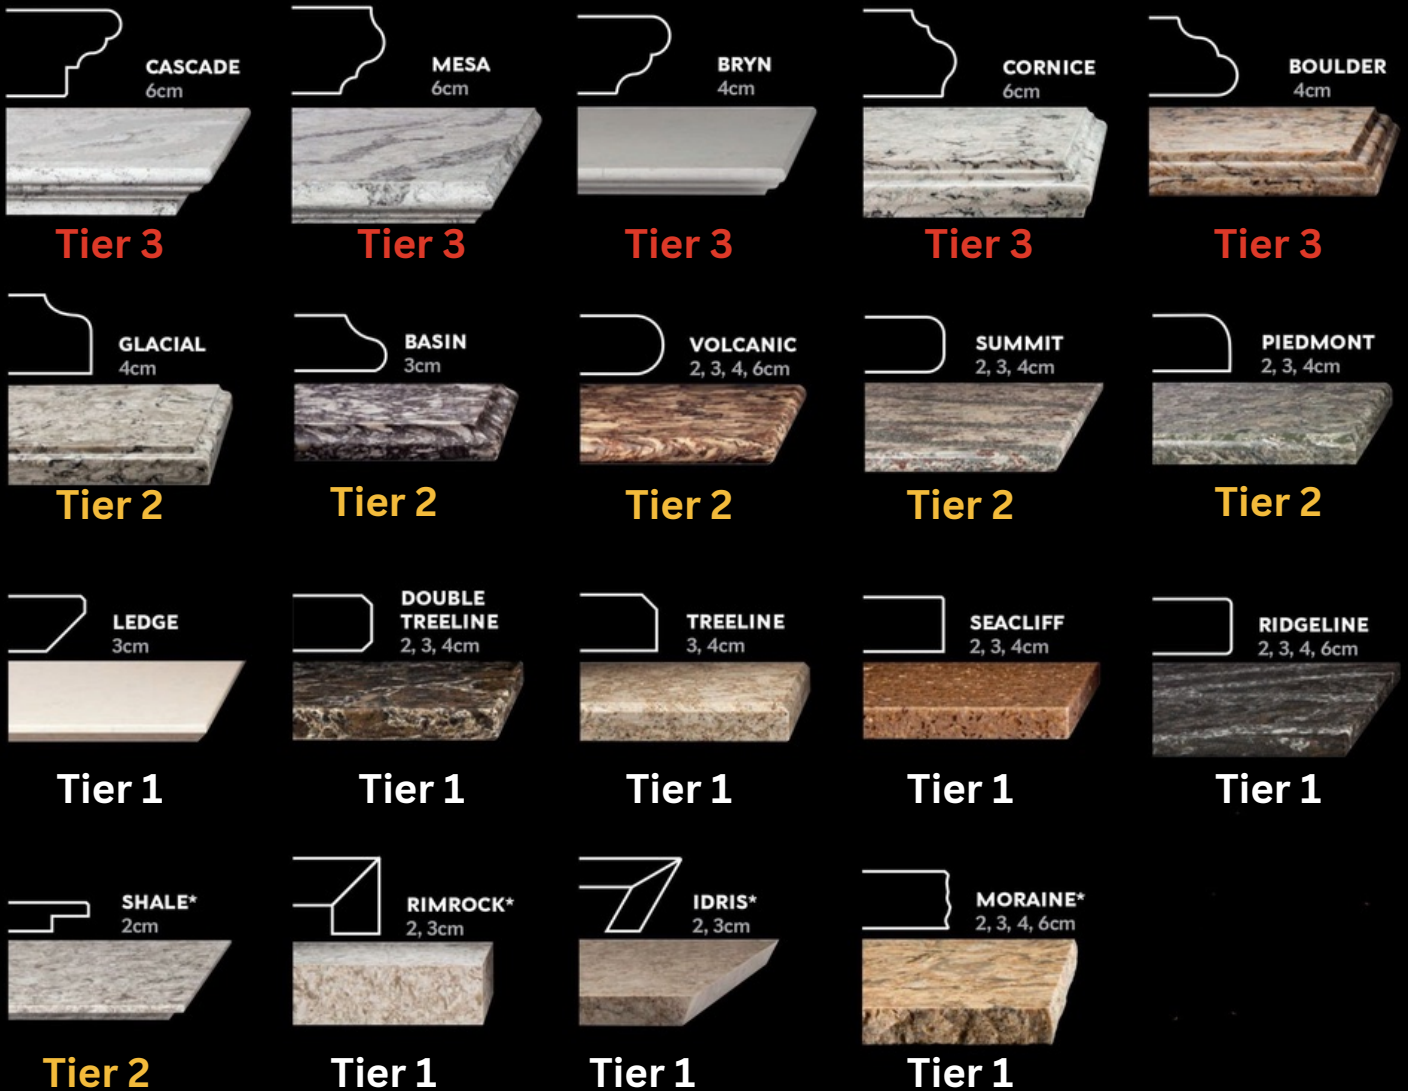 CASCADE
6cm
MESA
6cm
BRYN
4cm
CORNICE
6cm
BOULDER
4cm
Tier 3
Tier 3
Tier 3
Tier 3
Tier 3
GLACIAL
4cm
BASIN
3cm
VOLCANIC
2, 3, 4, 6cm
SUMMIT
2, 3, 4cm
PIEDMONT
2, 3, 4cm
Tier 2
Tier 2
Tier 2
Tier 2
Tier 2
LEDGE
3cm
DOUBLE
TREELINE
2, 3, 4cm
TREELINE
3, 4cm
SEACLIFF
2, 3, 4cm
RIDGELINE
2, 3, 4, 6cm
Tier 1
Tier 1
Tier 1
Tier 1
Tier 1
SHALE*
2cm
RIMROCK*
2, 3cm
IDRIS*
2, 3cm
MORAINE*
2, 3, 4, 6cm
Tier 2
Tier 1
Tier 1
Tier 1